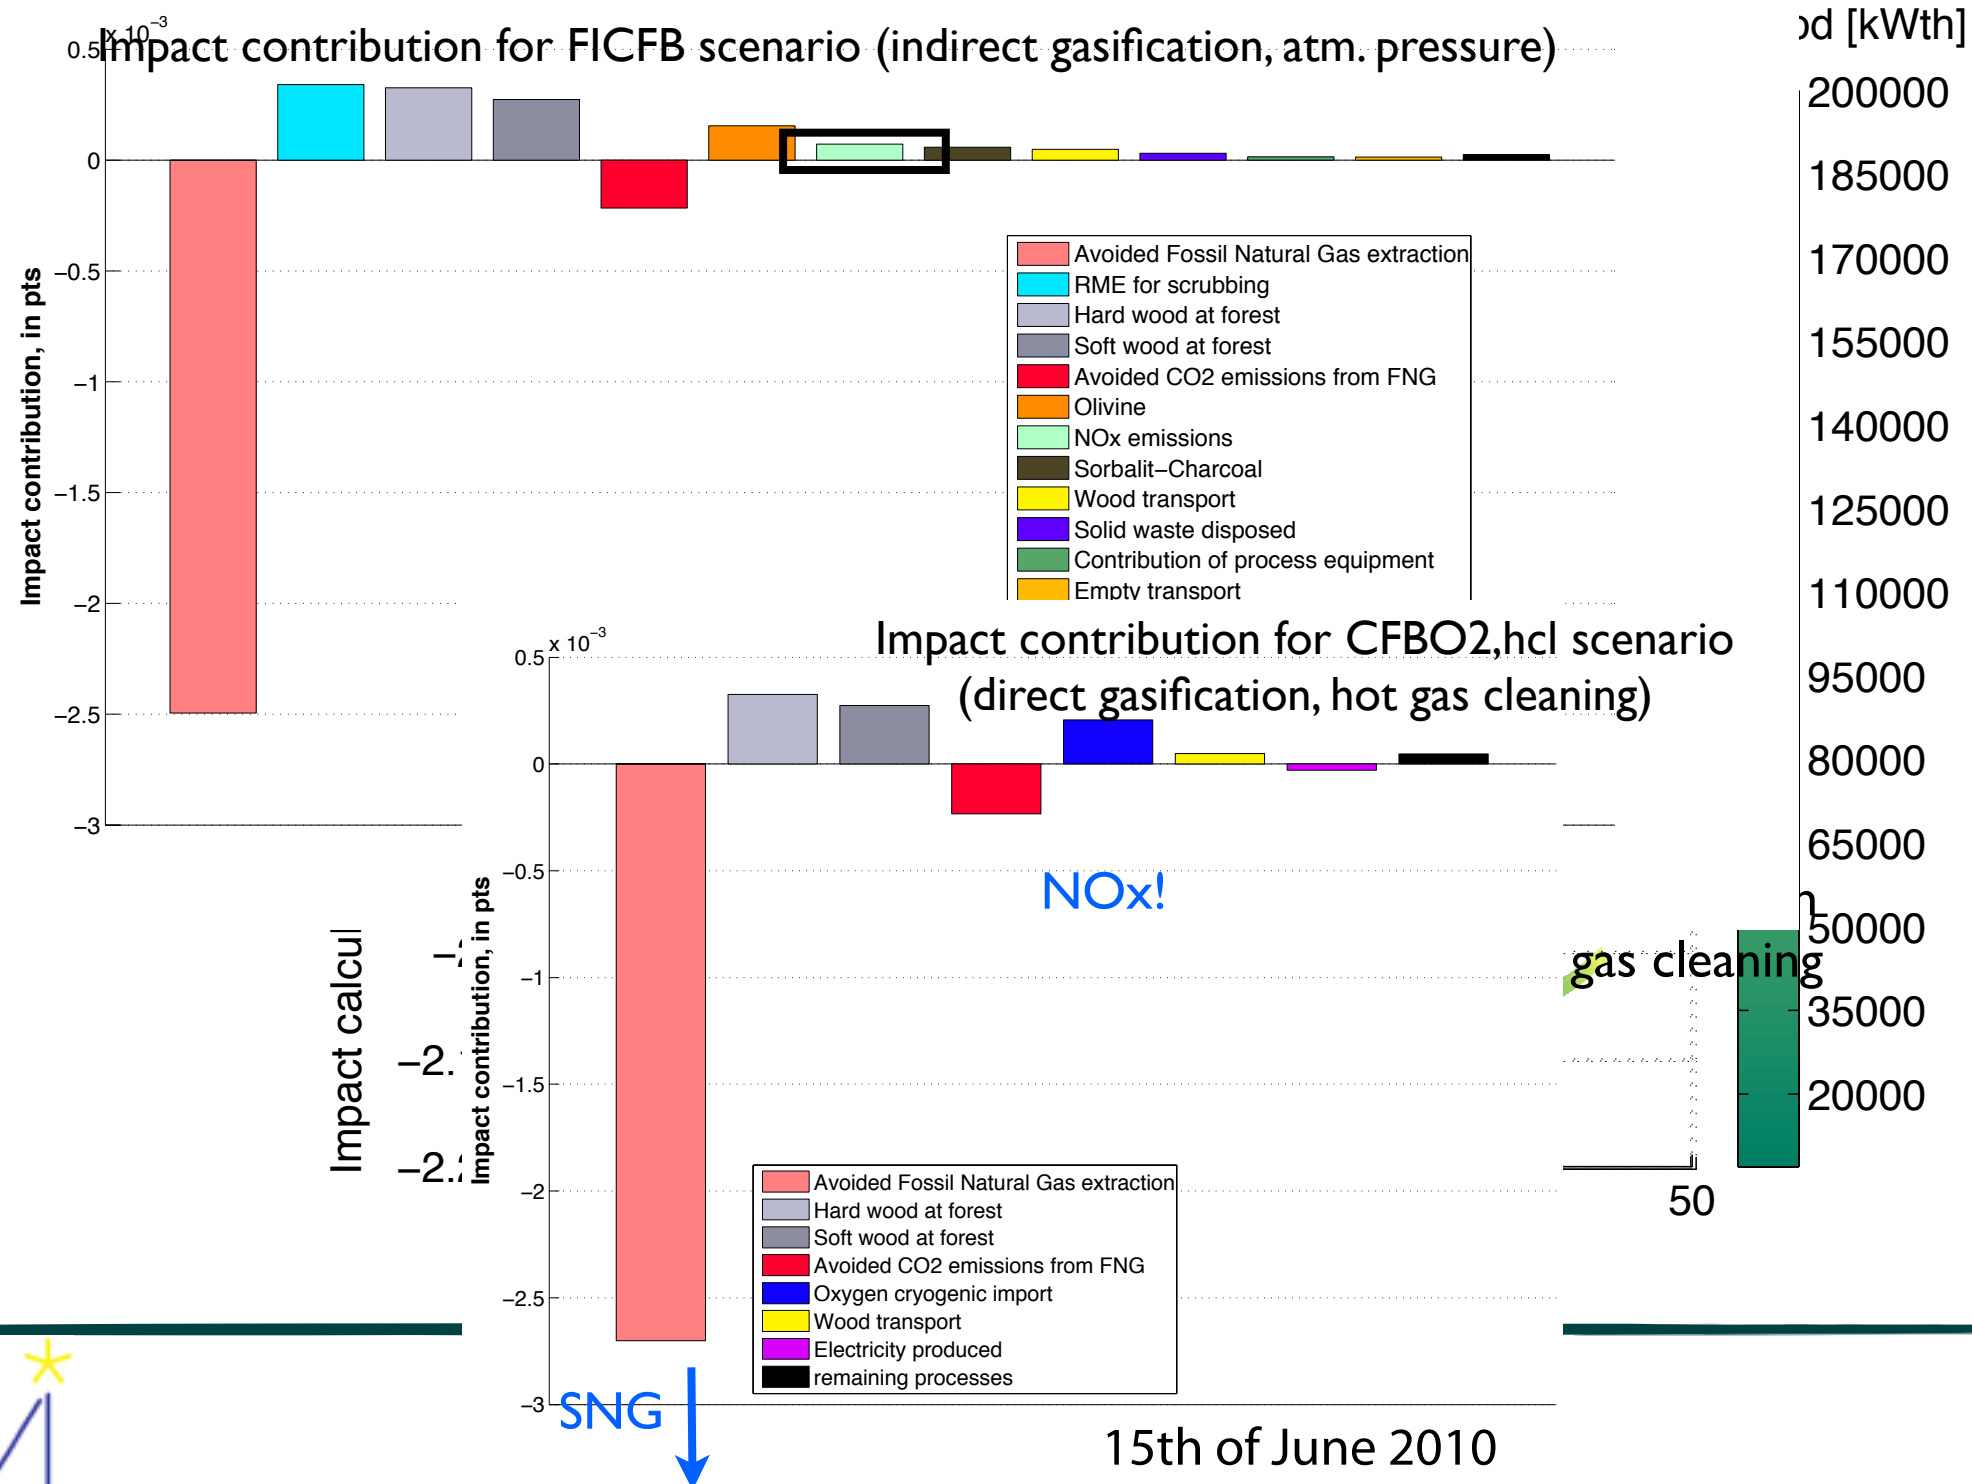 Impact contribution for FICFB scenario (indirect gasification, atm. pressure)
x 10−3
0.5
0
−0.5
−1
−1.5
−2
−2.5
−3
Impact contribution, in pts
Avoided Fossil Natural Gas extraction
RME for scrubbing
Hard wood at forest
Soft wood at forest
Avoided CO2 emissions from FNG
Olivine
NOx emissions
Sorbalit−Charcoal
Wood transport
Solid waste disposed
Contribution of process equipment
Empty transport
[kWth]
200000
185000
170000
155000
140000
125000
110000
95000
80000
65000
50000
35000
20000
Impact contribution for CFBO2,hcl scenario
(direct gasification, hot gas cleaning)
x 10−3
0.5
0
−0.5
−1
−1.5
−2
−2.5
−3
Impact contribution, in pts
NOx!
gas cleaning
Impact
50
Avoided Fossil Natural Gas extraction
Hard wood at forest
Soft wood at forest
Avoided CO2 emissions from FNG
Oxygen cryogenic import
Wood transport
Electricity produced
remaining processes
SNG
15th of June 2010